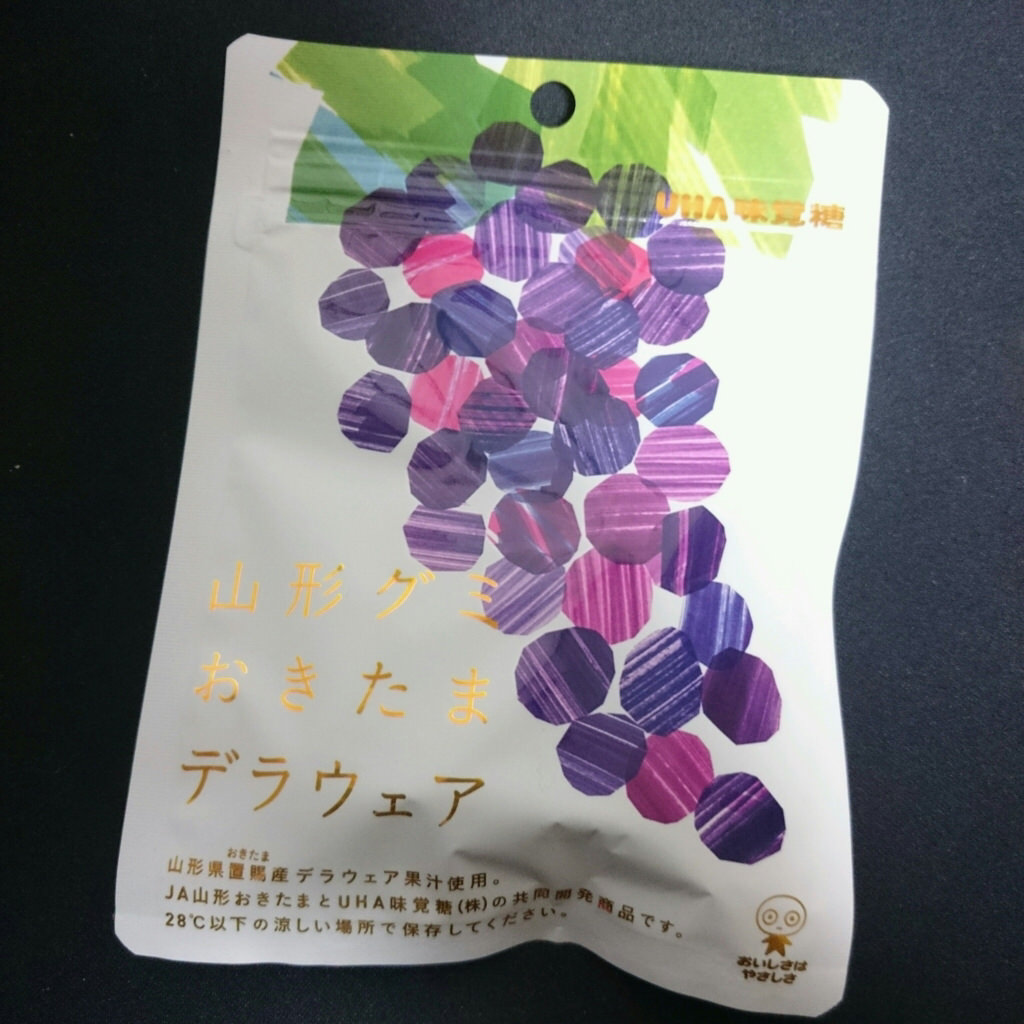 UHA味覚糖
山形グミ
おきたま
デラウェア
おきたま
山形県置賜産デラウェア果汁使用。
JA山形おきたまとUHA味覚糖(株)の共同開発商品です。
28℃以下の涼しい場所で保存してください。
おいしさは
やさしさ